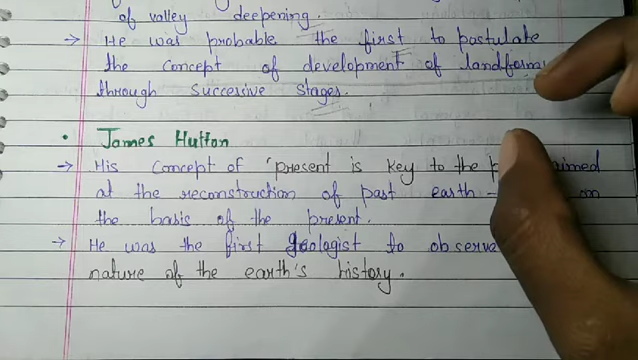 of valley deepening.
→ He was probable the first to postulate
the concept of development of landforms
through successive stages.
• James Hutton
→ His concept of 'present is key to the
at the reconstruction of past earth
the basis of the present.
→ He was the first geologist to observe
nature of the earth's history.